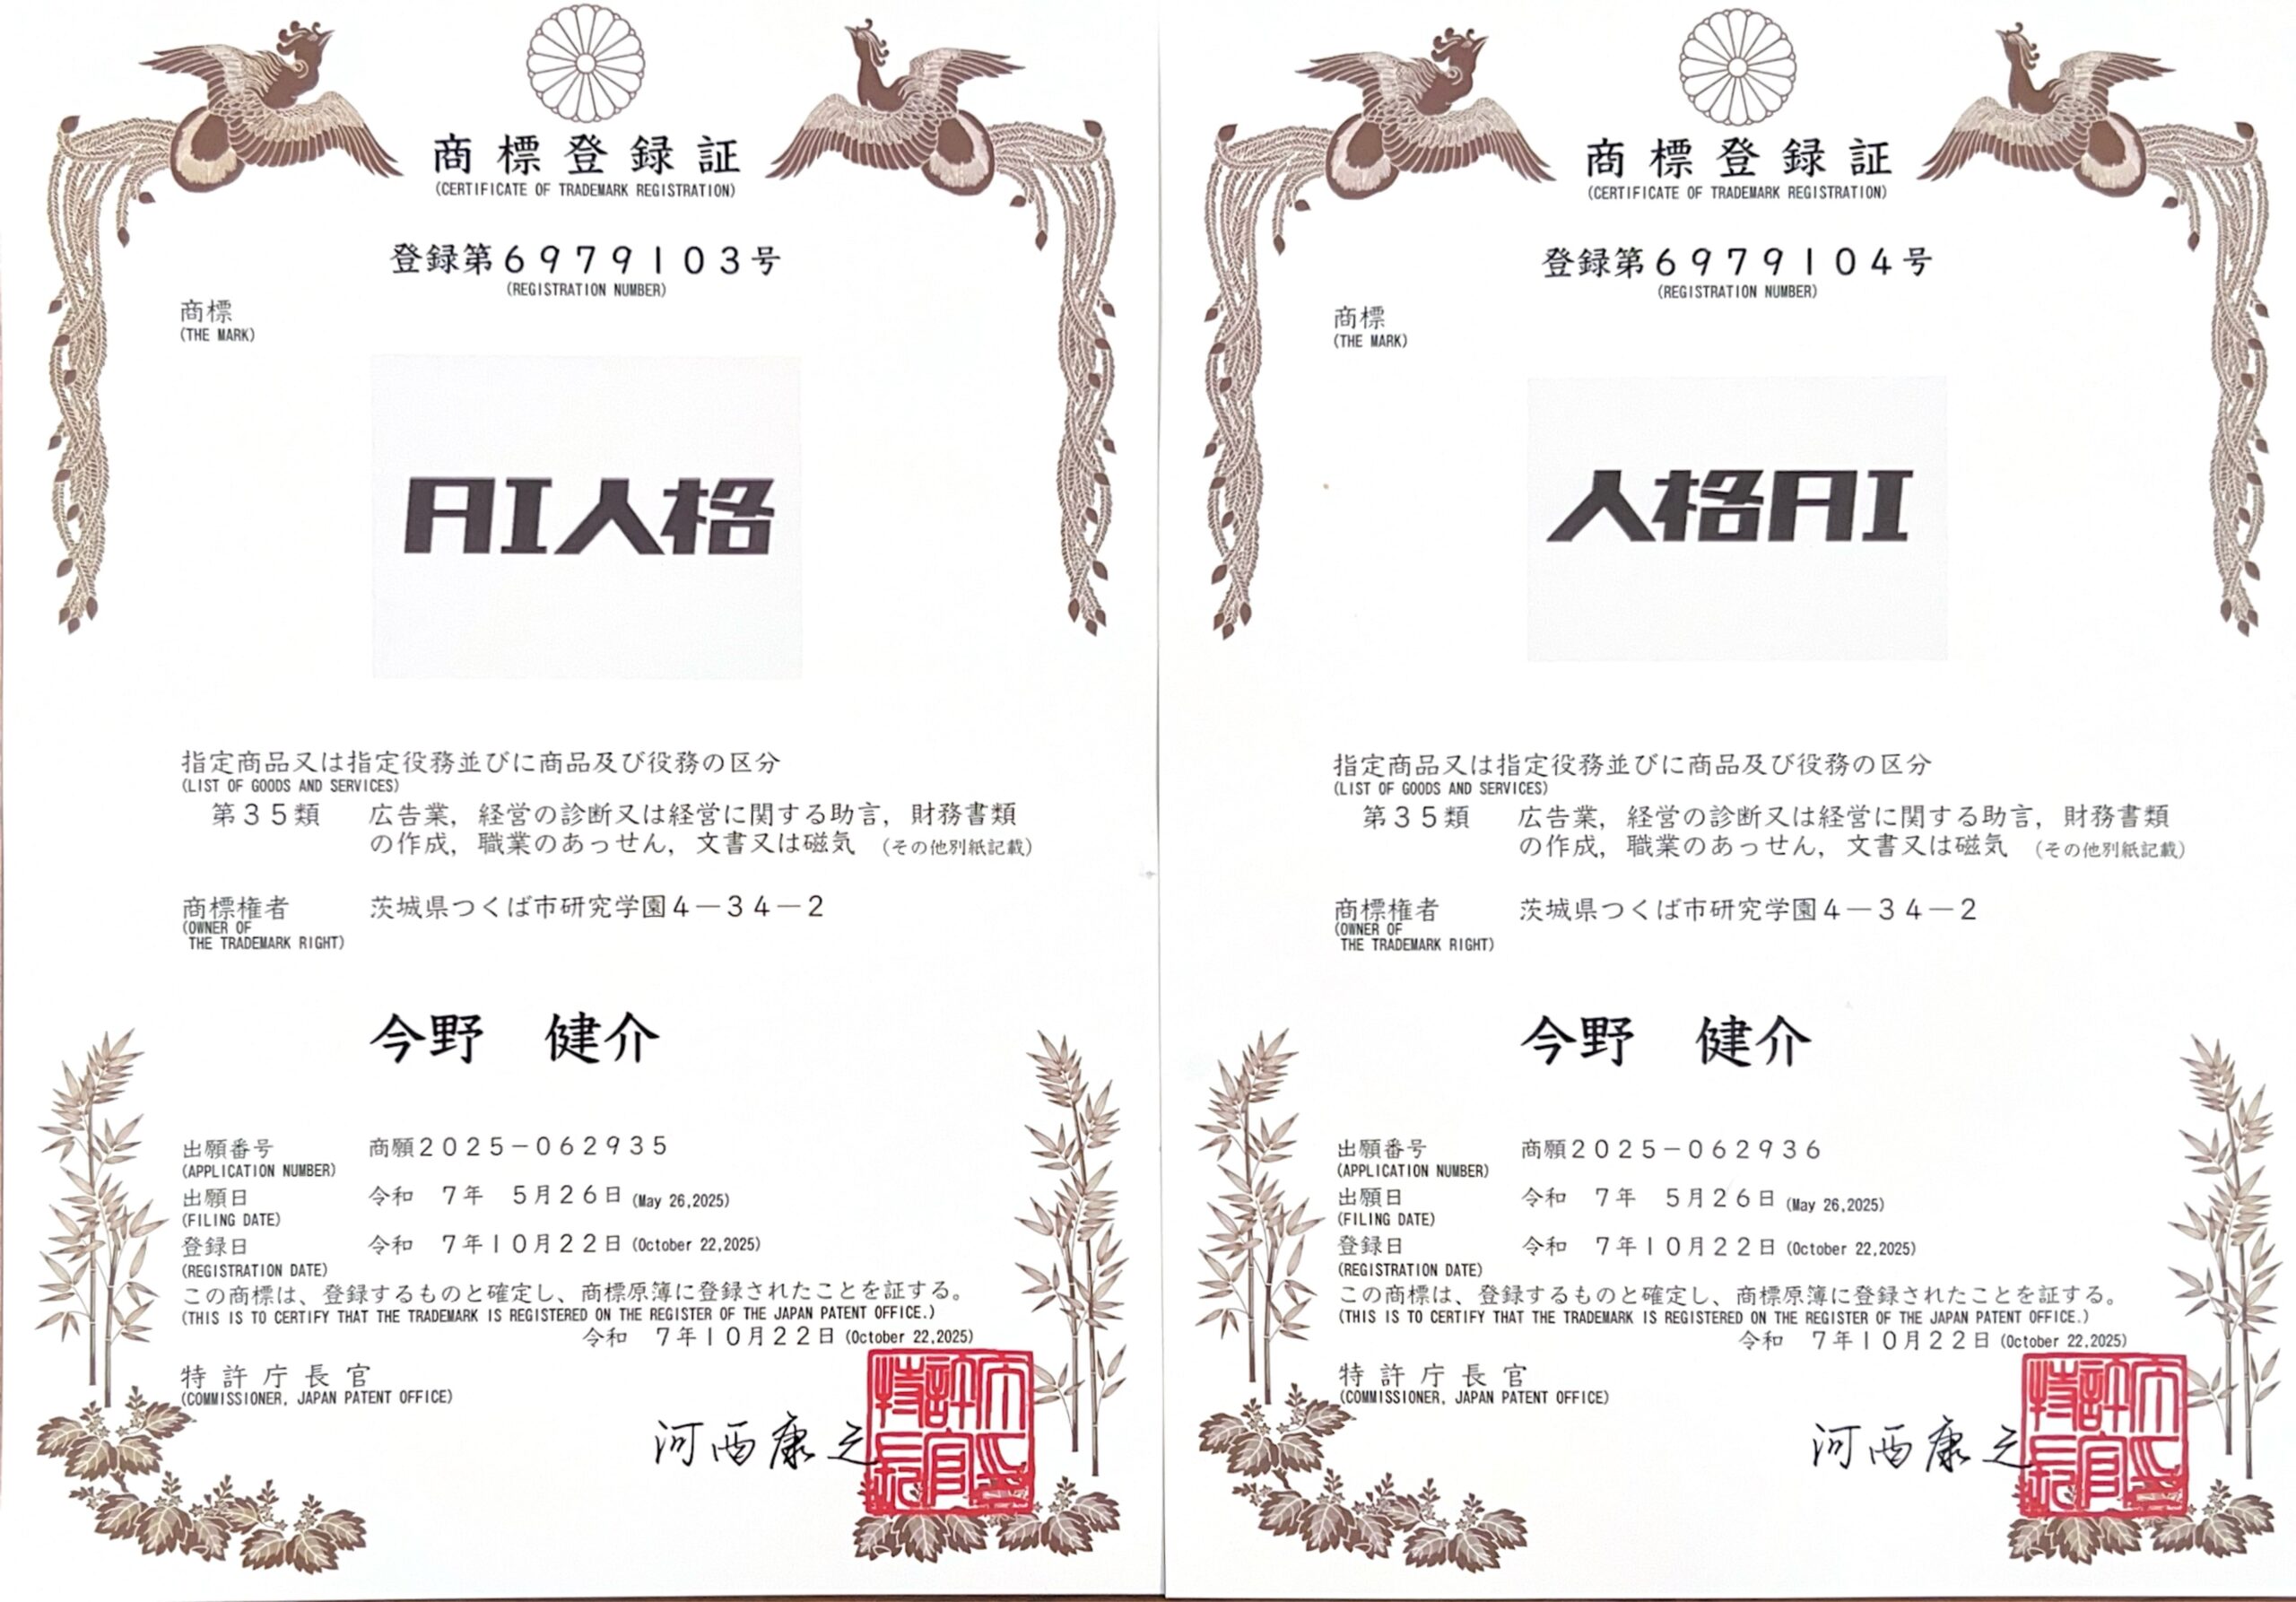 商標登録証
(CERTIFICATE OF TRADEMARK REGISTRATION)
登録第6979103号
(REGISTRATION NUMBER)
商標
(THE MARK)
AI人格
指定商品又は指定役務並びに商品及び役務の区分
(LIST OF GOODS AND SERVICES)
第35類 広告業，経営の診断又は経営に関する助言，財務書類
の作成，職業のあっせん，文書又は磁気 (その他別紙記載)
商標権者 茨城県つくば市研究学園4－34－2
(OWNER OF
THE TRADEMARK RIGHT)
今野 健介
出願番号 商願2025－062935
(APPLICATION NUMBER)
出願日 令和 7年 5月26日 (May 26,2025)
(FILING DATE)
登録日 令和 7年10月22日 (October 22,2025)
(REGISTRATION DATE)
この商標は、登録するものと確定し、商標原簿に登録されたことを証する。
(THIS IS TO CERTIFY THAT THE TRADEMARK IS REGISTERED ON THE REGISTER OF THE JAPAN PATENT OFFICE.)
令和 7年10月22日 (October 22,2025)
特許庁長官
(COMMISSIONER, JAPAN PATENT OFFICE)
河西康之
特許庁長官之印
商標登録証
(CERTIFICATE OF TRADEMARK REGISTRATION)
登録第6979104号
(REGISTRATION NUMBER)
商標
(THE MARK)
人格AI
指定商品又は指定役務並びに商品及び役務の区分
(LIST OF GOODS AND SERVICES)
第35類 広告業，経営の診断又は経営に関する助言，財務書類
の作成，職業のあっせん，文書又は磁気 (その他別紙記載)
商標権者 茨城県つくば市研究学園4－34－2
(OWNER OF
THE TRADEMARK RIGHT)
今野 健介
出願番号 商願2025－062936
(APPLICATION NUMBER)
出願日 令和 7年 5月26日 (May 26,2025)
(FILING DATE)
登録日 令和 7年10月22日 (October 22,2025)
(REGISTRATION DATE)
この商標は、登録するものと確定し、商標原簿に登録されたことを証する。
(THIS IS TO CERTIFY THAT THE TRADEMARK IS REGISTERED ON THE REGISTER OF THE JAPAN PATENT OFFICE.)
令和 7年10月22日 (October 22,2025)
特許庁長官
(COMMISSIONER, JAPAN PATENT OFFICE)
河西康之
特許庁長官之印